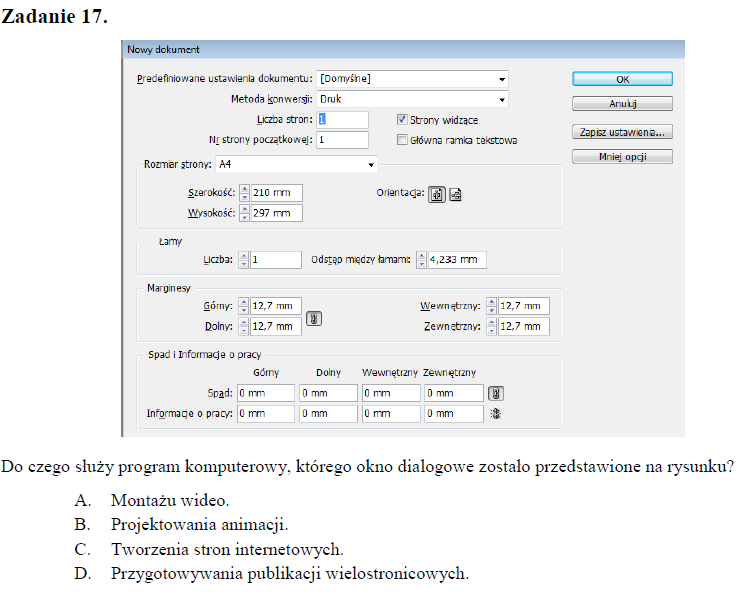 Zadanie 17.
Nowy dokument
Predefiniowane ustawienia dokumentu: [Domyślne]
OK
Metoda konwersji: Druk
Anuluj
Liczba stron: 1
Strony widzące
Zapisz ustawienia...
Nr strony początkowej: 1
Główna ramka tekstowa
Mniej opcji
Rozmiar strony: A4
Szerokość: 210 mm
Orientacja:
Wysokość: 297 mm
Łamy
Liczba: 1
Odstęp między łamami: 4,233 mm
Marginesy
Górny: 12,7 mm
Wewnętrzny: 12,7 mm
Dolny: 12,7 mm
Zewnętrzny: 12,7 mm
Spad i Informacje o pracy
Górny Dolny Wewnętrzny Zewnętrzny
Spad: 0 mm 0 mm 0 mm 0 mm
Informacje o pracy: 0 mm 0 mm 0 mm 0 mm
Do czego służy program komputerowy, którego okno dialogowe zostało przedstawione na rysunku?
A. Montażu wideo.
B. Projektowania animacji.
C. Tworzenia stron internetowych.
D. Przygotowywania publikacji wielostronicowych.